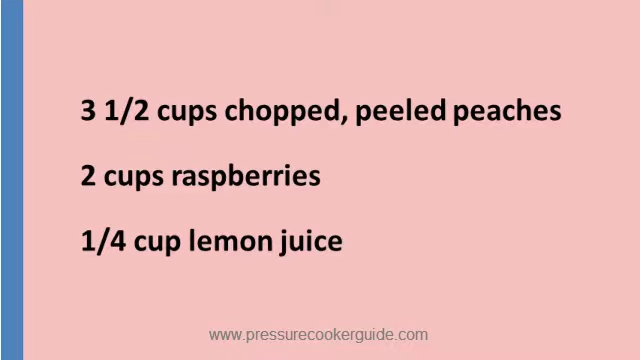 3 1/2 cups chopped, peeled peaches
2 cups raspberries
1/4 cup lemon juice
www.pressurecookerguide.com